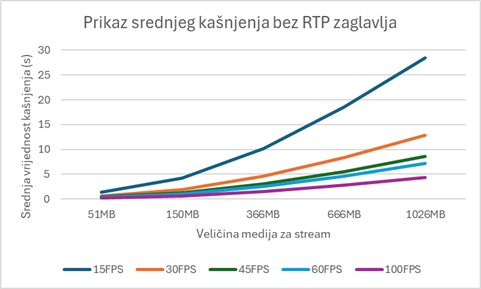 Prikaz srednjeg kašnjenja bez RTP zaglavlja
Srednja vrijednost kašnjenja (s)
30
25
20
15
10
5
0
51MB 150MB 366MB 666MB 1026MB
Veličina medija za stream
15FPS 30FPS 45FPS 60FPS 100FPS